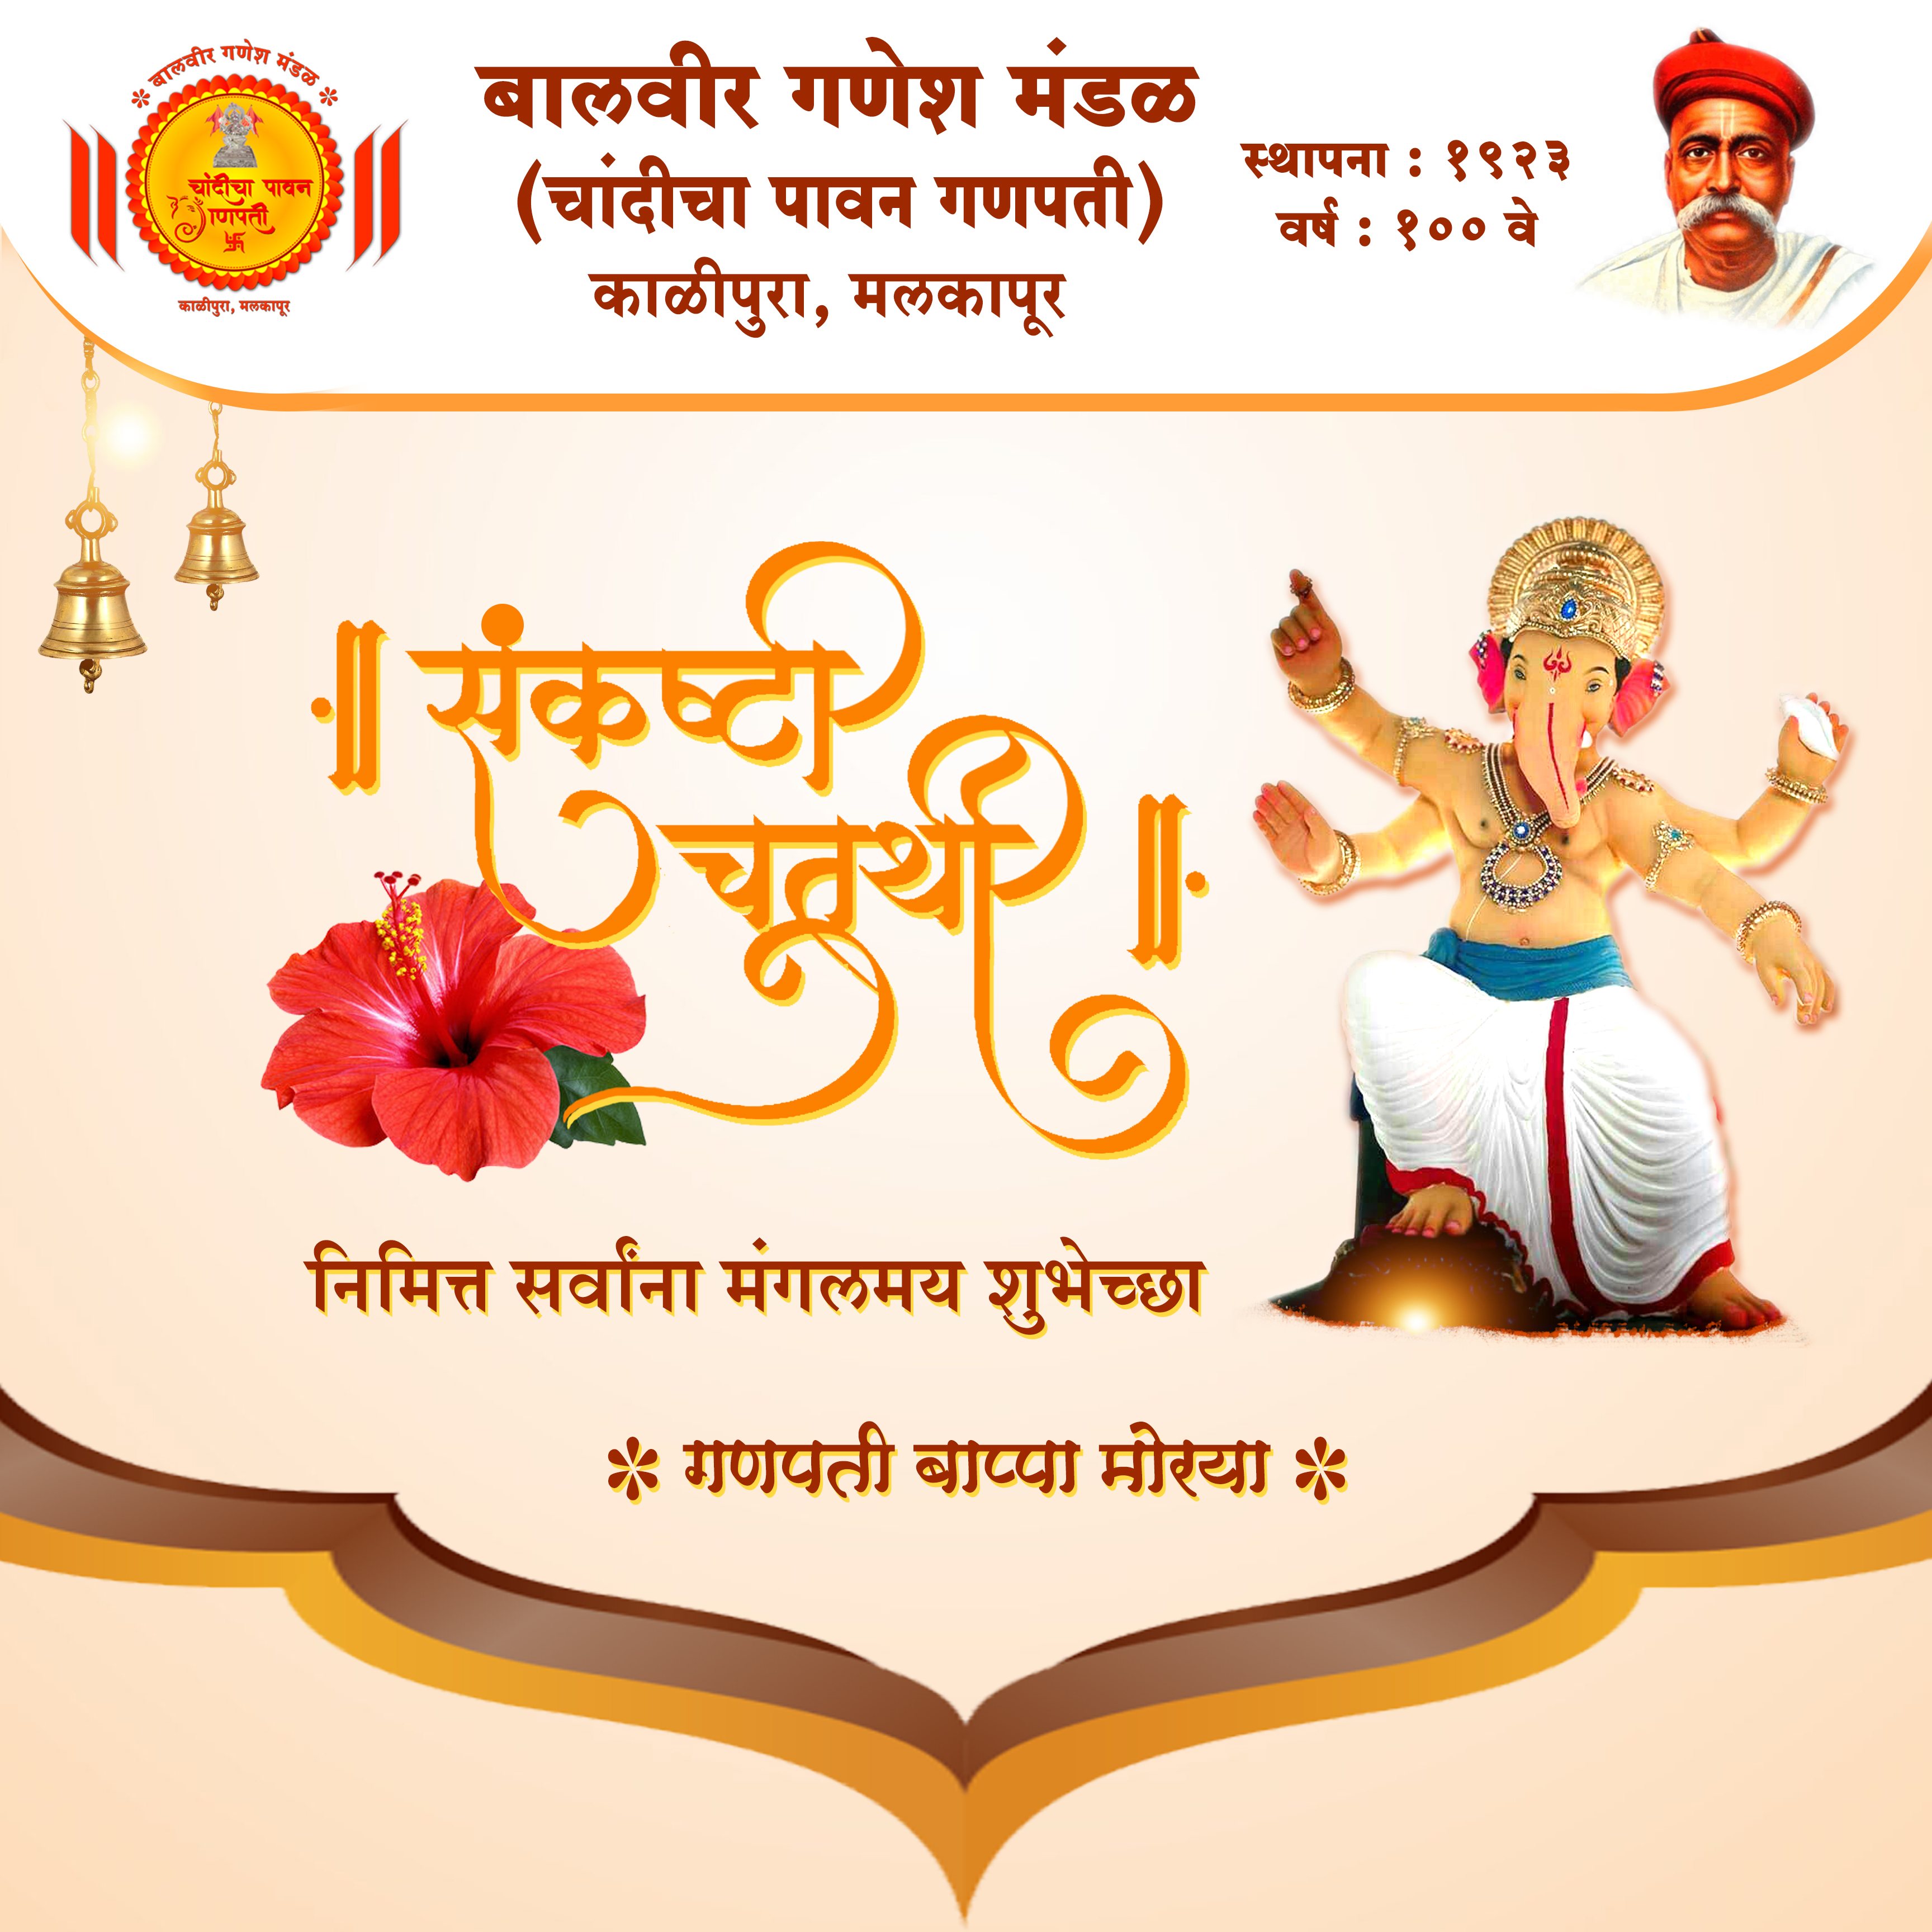 बालवीर गणेश मंडळ
चांदीचा पावन
गणपती
काळीपुरा, मलकापूर
बालवीर गणेश मंडळ
(चांदीचा पावन गणपती)
काळीपुरा, मलकापूर
स्थापना : १९२३
वर्ष : १०० वे
॥ संकष्टी
चतुर्थी ॥
निमित्त सर्वांना मंगलमय शुभेच्छा
* गणपती बाप्पा मोरया *